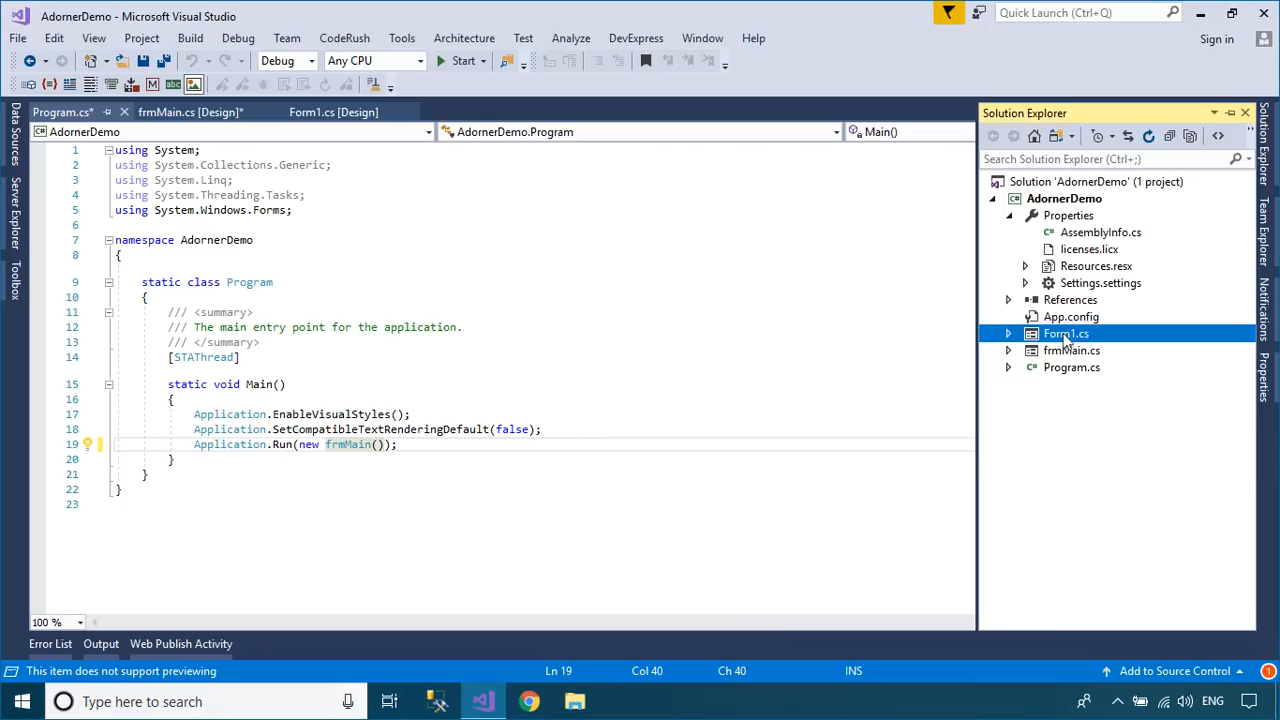 AdornerDemo - Microsoft Visual Studio
Quick Launch (Ctrl+Q)
File Edit View Project Build Debug Team CodeRush Tools Architecture Test Analyze DevExpress Window Help
Sign in
Debug Any CPU Start
Program.cs* frmMain.cs [Design]* Form1.cs [Design]
AdornerDemo AdornerDemo.Program Main()
Data Sources
Server Explorer
Toolbox
1 using System;
2 using System.Collections.Generic;
3 using System.Linq;
4 using System.Threading.Tasks;
5 using System.Windows.Forms;
6
7 namespace AdornerDemo
8 {
9 static class Program
10 {
11 /// <summary>
12 /// The main entry point for the application.
13 /// </summary>
14 [STAThread]
15 static void Main()
16 {
17 Application.EnableVisualStyles();
18 Application.SetCompatibleTextRenderingDefault(false);
19 Application.Run(new frmMain());
20 }
21 }
22 }
23
100 %
Solution Explorer
Search Solution Explorer (Ctrl+;)
Solution 'AdornerDemo' (1 project)
AdornerDemo
Properties
AssemblyInfo.cs
licenses.licx
Resources.resx
Settings.settings
References
App.config
Form1.cs
frmMain.cs
Program.cs
Solution Explorer
Team Explorer
Notifications
Properties
Error List Output Web Publish Activity
This item does not support previewing Ln 19 Col 40 Ch 40 INS Add to Source Control 1
Type here to search
ENG